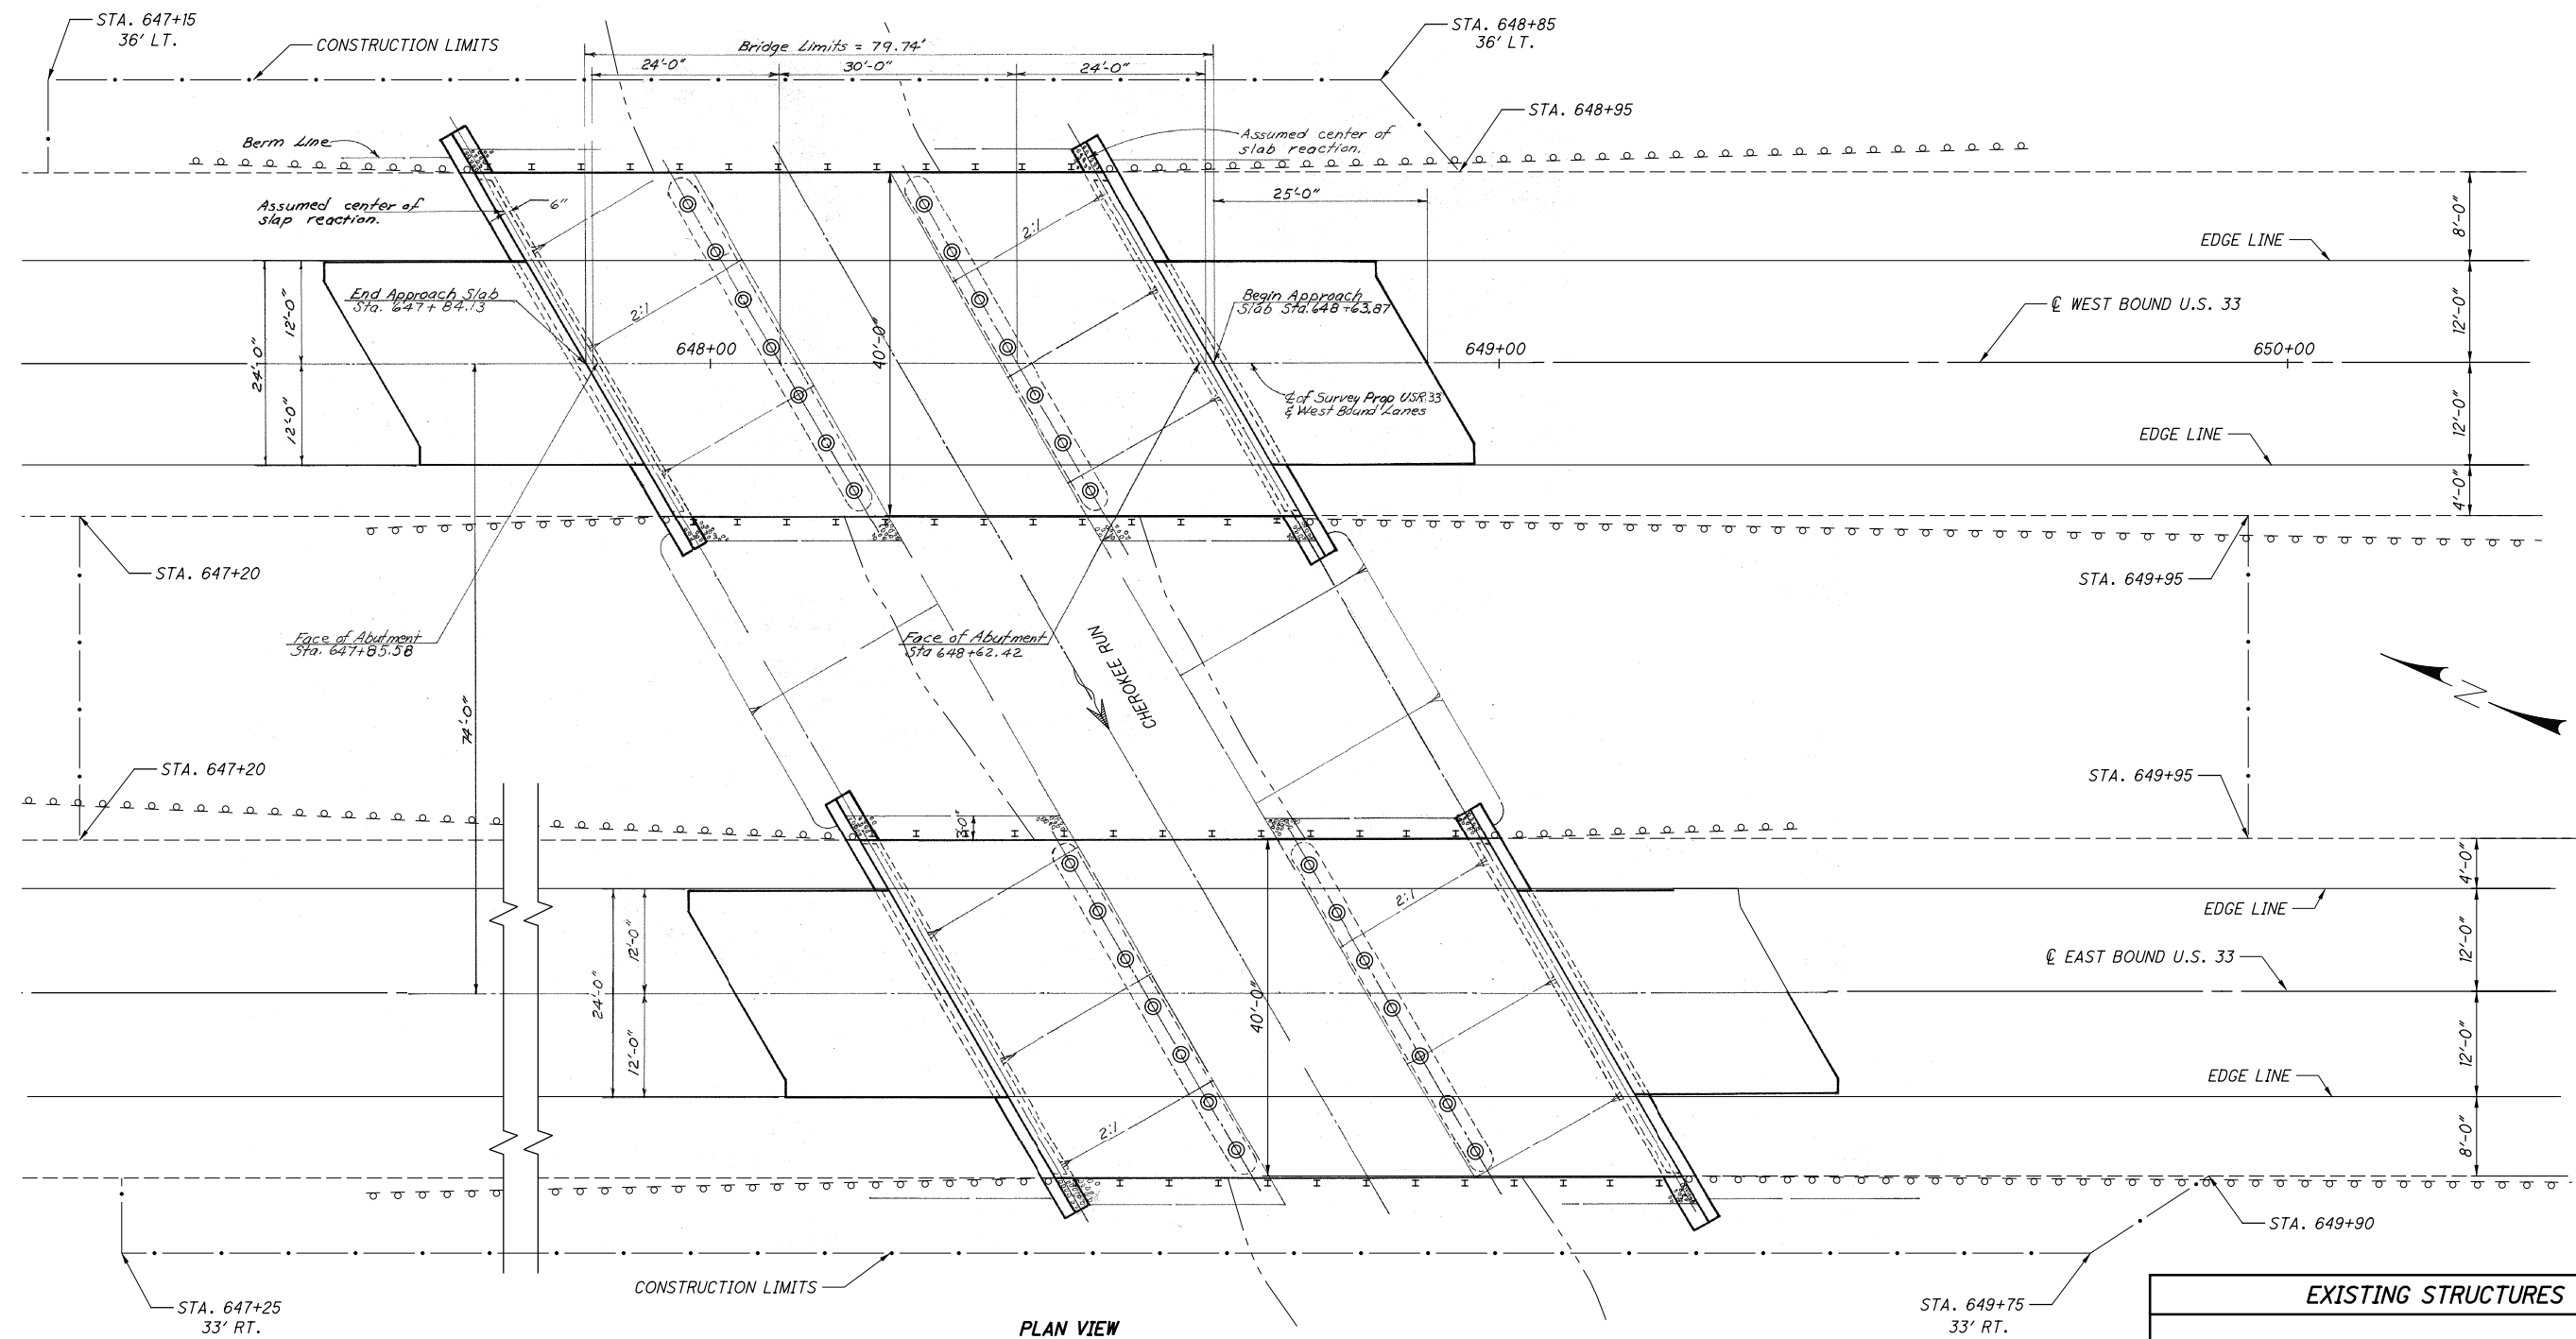 STA. 647+15
36' LT.
CONSTRUCTION LIMITS
Bridge Limits = 79.74'
24'-0"
30'-0"
24'-0"
STA. 648+85
36' LT.
STA. 648+95
Berm Line
Assumed center of
slab reaction.
Assumed center of
slap reaction.
6"
25'-0"
8'-0"
2:1
EDGE LINE
End Approach Slab
Sta. 647+84.13
2:1
Begin Approach
Slab Sta. 648+63.87
℄ WEST BOUND U.S. 33
12'-0"
24'-0"
12'-0"
648+00
40'-0"
649+00
650+00
℄ of Survey Prop USR 33
& West Bound Lanes
12'-0"
12'-0"
EDGE LINE
4'-0"
STA. 647+20
STA. 649+95
Face of Abutment
Sta. 647+85.58
Face of Abutment
Sta 648+62.42
CHEROKEE RUN
N
74'-0"
STA. 647+20
STA. 649+95
3'-0"
4'-0"
2:1
EDGE LINE
12'-0"
12'-0"
℄ EAST BOUND U.S. 33
24'-0"
40'-0"
12'-0"
12'-0"
EDGE LINE
2:1
8'-0"
STA. 649+90
CONSTRUCTION LIMITS
STA. 647+25
33' RT.
STA. 649+75
33' RT.
PLAN VIEW
EXISTING STRUCTURES